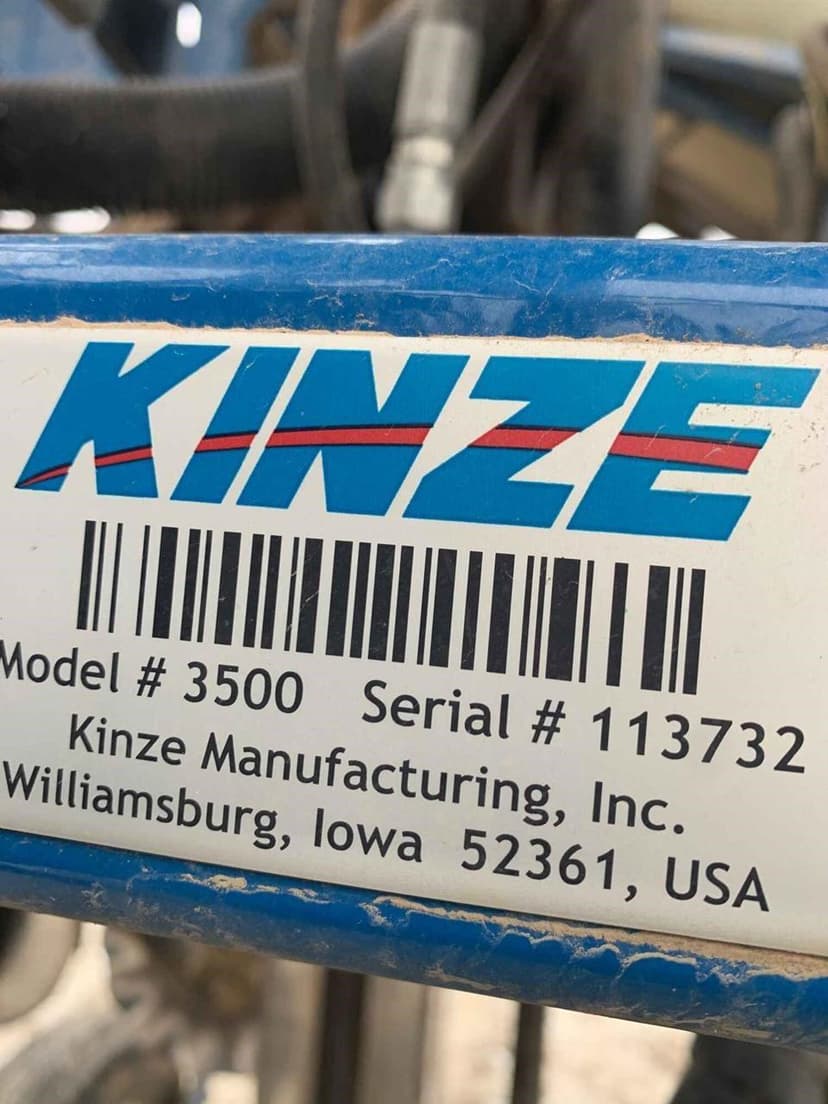 KINZE
Model # 3500 Serial # 113732
Kinze Manufacturing, Inc.
Williamsburg, Iowa 52361, USA